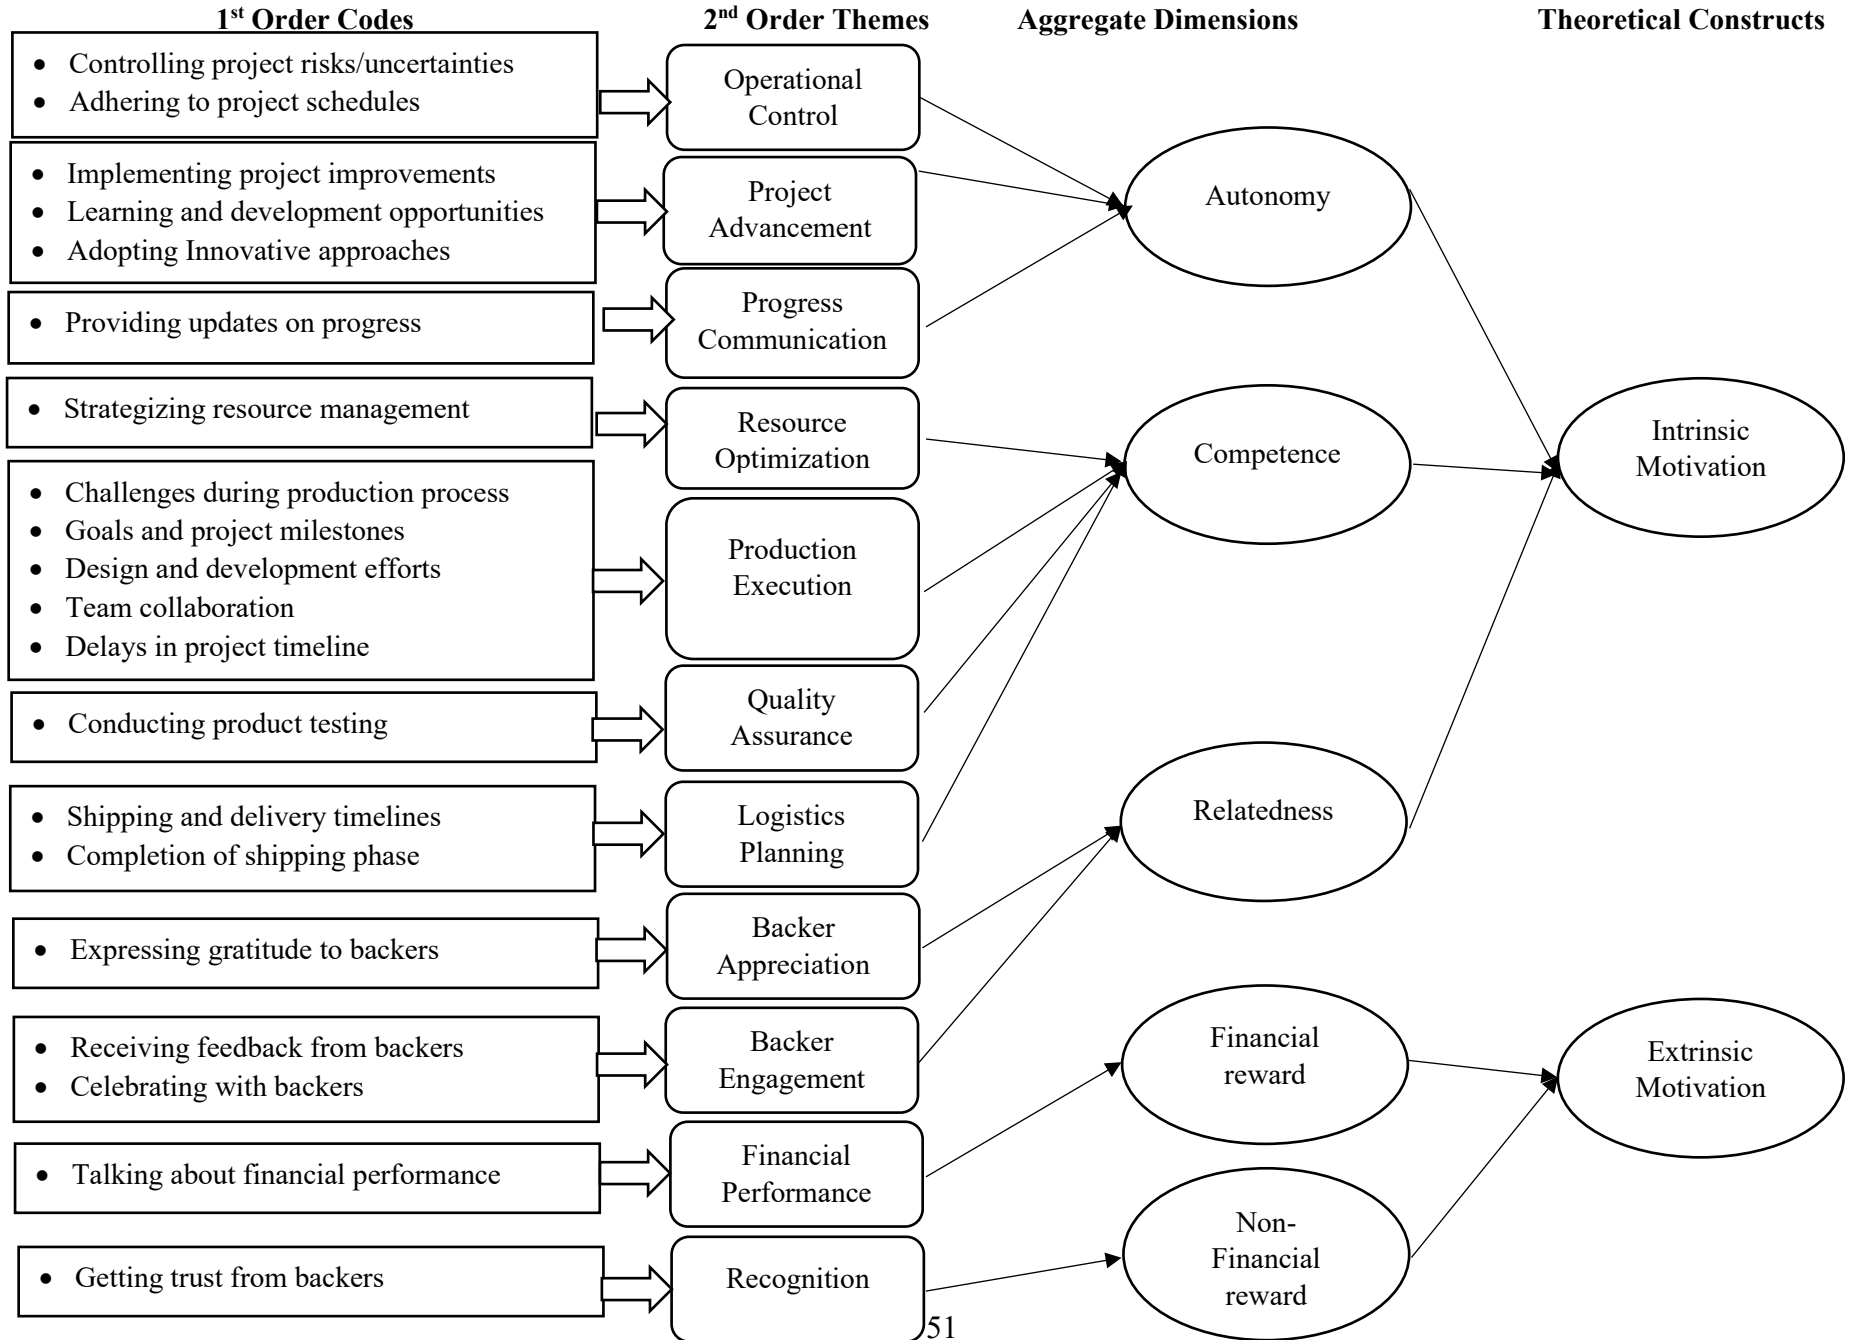 1st Order Codes
2nd Order Themes
Aggregate Dimensions
Theoretical Constructs
• Controlling project risks/uncertainties
• Adhering to project schedules
• Implementing project improvements
• Learning and development opportunities
• Adopting Innovative approaches
• Providing updates on progress
• Strategizing resource management
• Challenges during production process
• Goals and project milestones
• Design and development efforts
• Team collaboration
• Delays in project timeline
• Conducting product testing
• Shipping and delivery timelines
• Completion of shipping phase
• Expressing gratitude to backers
• Receiving feedback from backers
• Celebrating with backers
• Talking about financial performance
• Getting trust from backers
Operational
Control
Project
Advancement
Progress
Communication
Resource
Optimization
Production
Execution
Quality
Assurance
Logistics
Planning
Backer
Appreciation
Backer
Engagement
Financial
Performance
Recognition
Autonomy
Competence
Relatedness
Financial
reward
Non-
Financial
reward
Intrinsic
Motivation
Extrinsic
Motivation
51